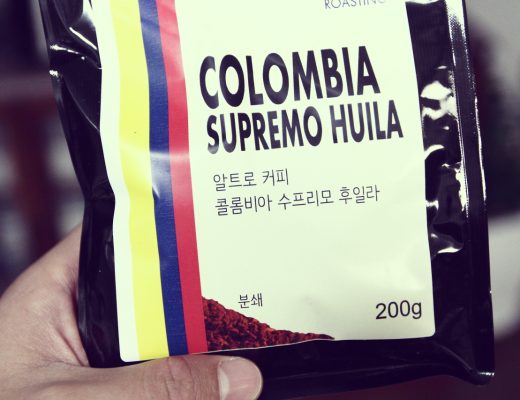 ROASTING
COLOMBIA
SUPREMO HUILA
알트로 커피
콜롬비아 수프리모 후일라
분쇄
200g